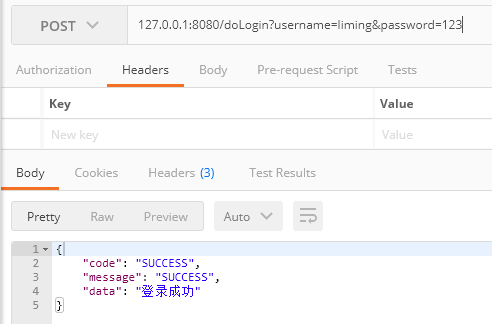 POST 127.0.0.1:8080/doLogin?username=liming&password=123
Authorization Headers Body Pre-request Script Tests
Key Value
New key Value
Body Cookies Headers (3) Test Results
Pretty Raw Preview Auto
1 {
2 "code": "SUCCESS",
3 "message": "SUCCESS",
4 "data": "登录成功"
5 }